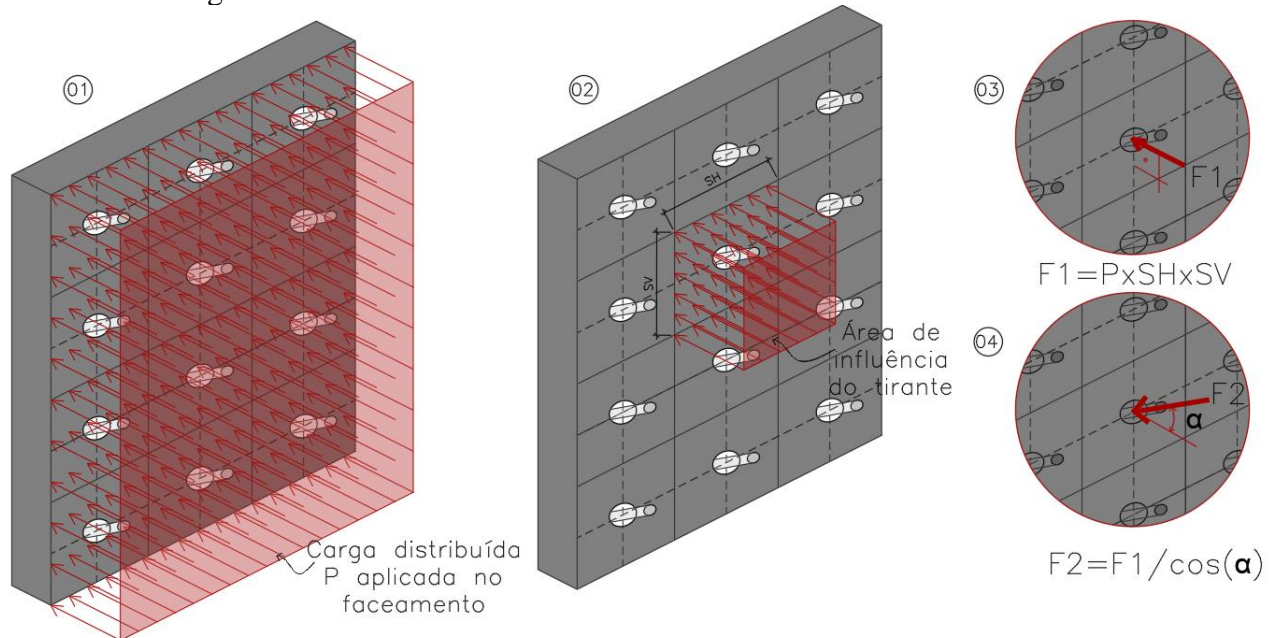 01
Carga distribuída
P aplicada no
faceamento
02
SH
SV
Área de
influência
do tirante
03
F1
F1=PxSHxSV
04
F2
α
F2=F1/cos(α)